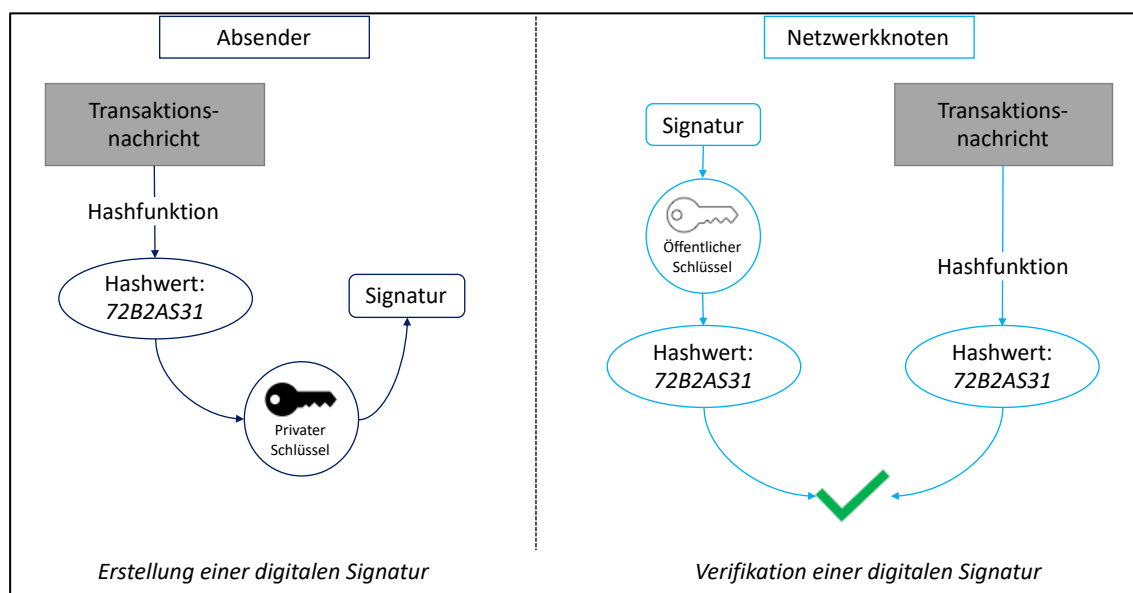 Absender
Transaktions-
nachricht
Hashfunktion
Hashwert:
72B2AS31
Signatur
Privater
Schlüssel
Erstellung einer digitalen Signatur
Netzwerkknoten
Signatur
Öffentlicher
Schlüssel
Hashwert:
72B2AS31
Transaktions-
nachricht
Hashfunktion
Hashwert:
72B2AS31
Verifikation einer digitalen Signatur